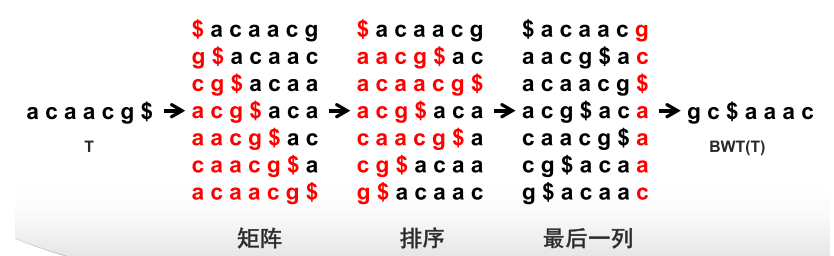 $ a c a a c g $ a c a a c g $ a c a a c g
g $ a c a a c a a c g $ a c a a c g $ a c
c g $ a c a a a c a a c g $ a c a a c g $
a c a a c g $ a c g $ a c a a c g $ a c a a c g $ a c a g c $ a a a c
T a a c g $ a c c a a c g $ a c a a c g $ a BWT(T)
c a a c g $ a c g $ a c a a c g $ a c a a
a c a a c g $ g $ a c a a c g $ a c a a c
矩阵 排序 最后一列